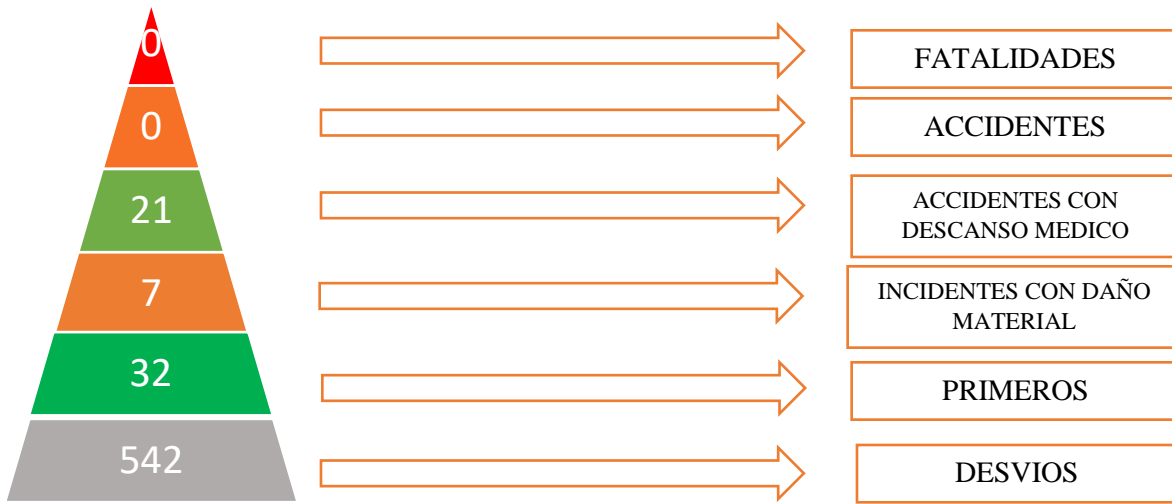 0
FATALIDADES
0
ACCIDENTES
21
ACCIDENTES CON
DESCANSO MEDICO
7
INCIDENTES CON DAÑO
MATERIAL
32
PRIMEROS
542
DESVIOS